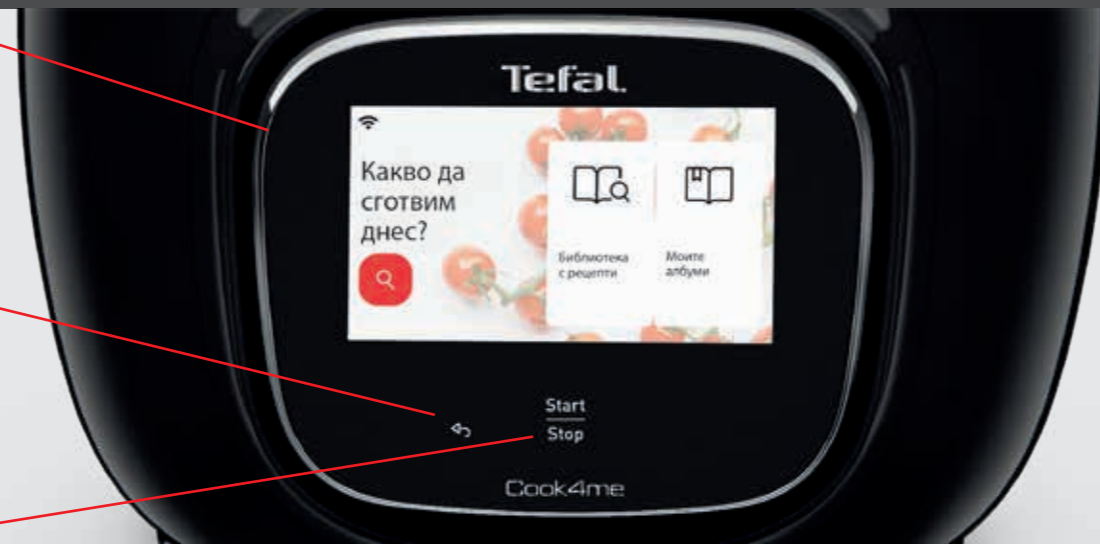 Tefal
Какво да
сготвим
днес?
Библиотека
с рецепти
Моите
албуми
Start
Stop
Cook4me